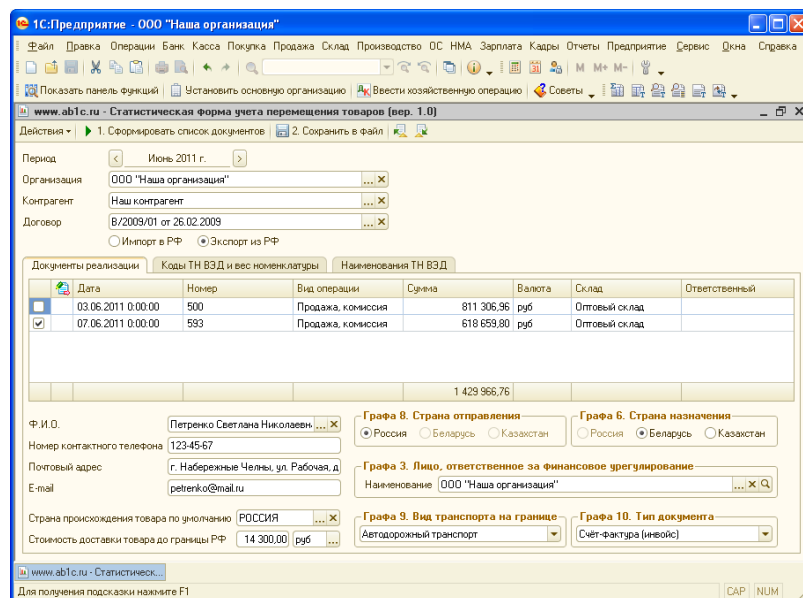 1С:Предприятие - ООО "Наша организация"
Файл Правка Операции Банк Касса Покупка Продажа Склад Производство ОС НМА Зарплата Кадры Отчеты Предприятие Сервис Окна Справка
M M+ M-
Показать панель функций Установить основную организацию Ввести хозяйственную операцию Советы
www.ab1c.ru - Статистическая форма учета перемещения товаров (вер. 1.0)
Действия 1. Сформировать список документов 2. Сохранить в файл
Период Июнь 2011 г.
Организация ООО "Наша организация"
Контрагент Наш контрагент
Договор В/2009/01 от 26.02.2009
Импорт в РФ Экспорт из РФ
Документы реализации Коды ТН ВЭД и вес номенклатуры Наименования ТН ВЭД
Дата Номер Вид операции Сумма Валюта Склад Ответственный
03.06.2011 0:00:00 500 Продажа, комиссия 811 306,96 руб Оптовый склад
07.06.2011 0:00:00 593 Продажа, комиссия 618 659,80 руб Оптовый склад
1 429 966,76
Графа 8. Страна отправления Графа 6. Страна назначения
Ф.И.О. Петренко Светлана Николаевн
Россия Беларусь Казахстан Россия Беларусь Казахстан
Номер контактного телефона 123-45-67
Почтовый адрес г. Набережные Челны, ул. Рабочая, д
Графа 3. Лицо, ответственное за финансовое урегулирование
E-mail petrenko@mail.ru
Наименование ООО "Наша организация"
Страна происхождения товара по умолчанию РОССИЯ
Графа 9. Вид транспорта на границе Графа 10. Тип документа
Стоимость доставки товара до границы РФ 14 300,00 руб
Автодорожный транспорт Счёт-фактура (инвойс)
www.ab1c.ru - Статистическ...
Для получения подсказки нажмите F1 CAP NUM